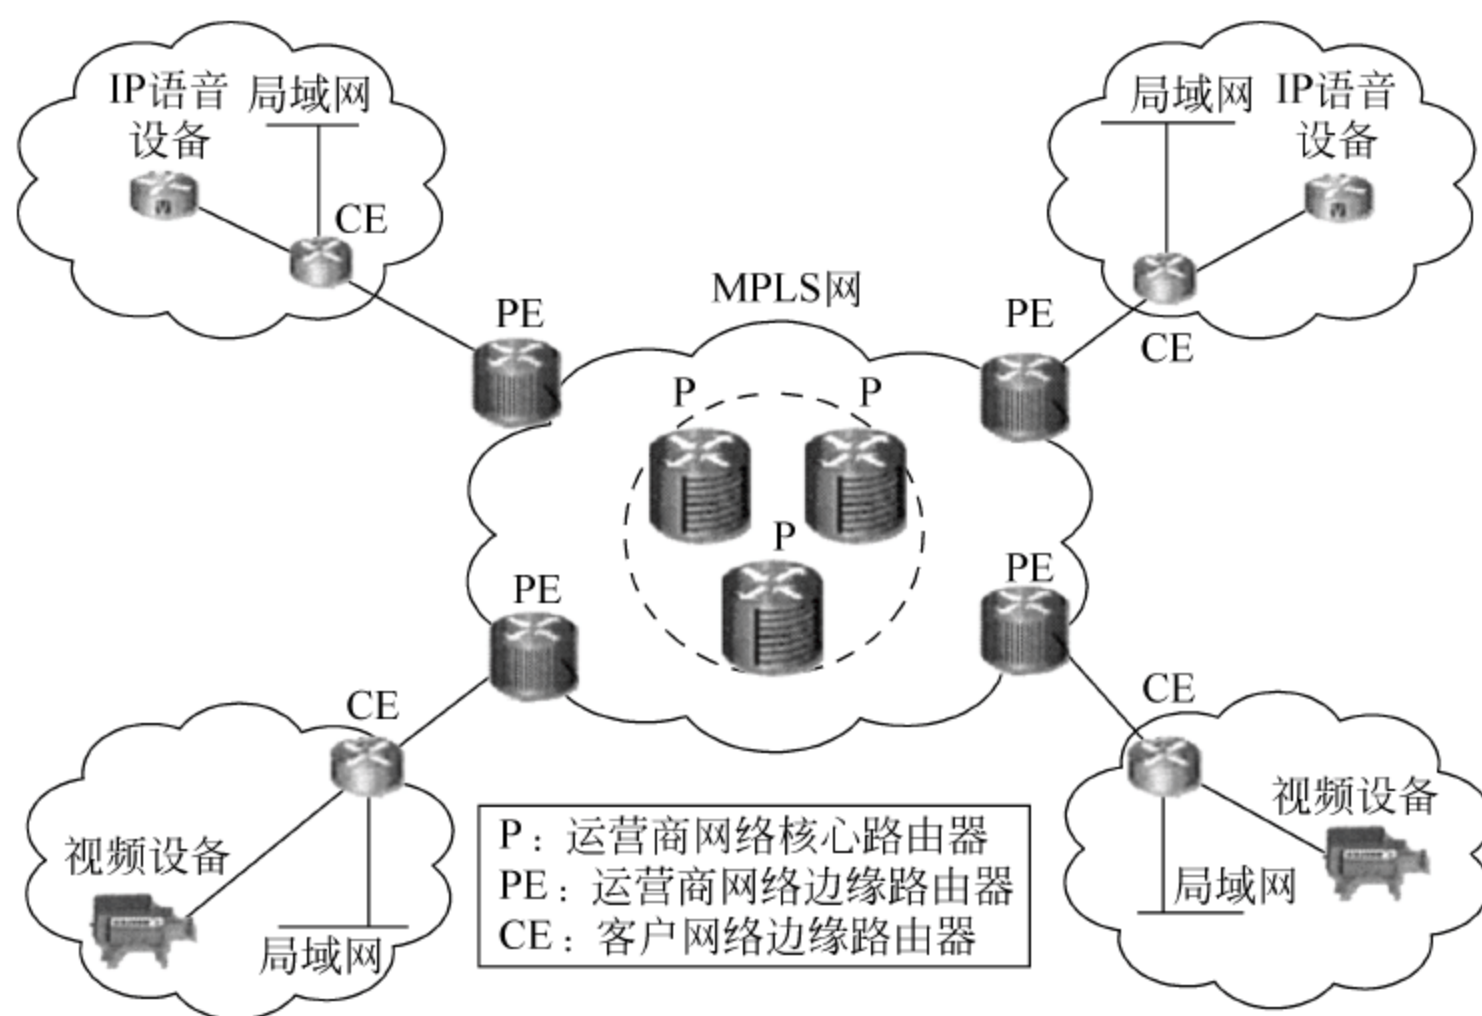 IP语音 局域网
设备
CE
局域网 IP语音
设备
CE
MPLS网
PE
PE
P
P
P
PE
PE
CE
视频设备
局域网
CE
视频设备
局域网
P：运营商网络核心路由器
PE：运营商网络边缘路由器
CE：客户网络边缘路由器